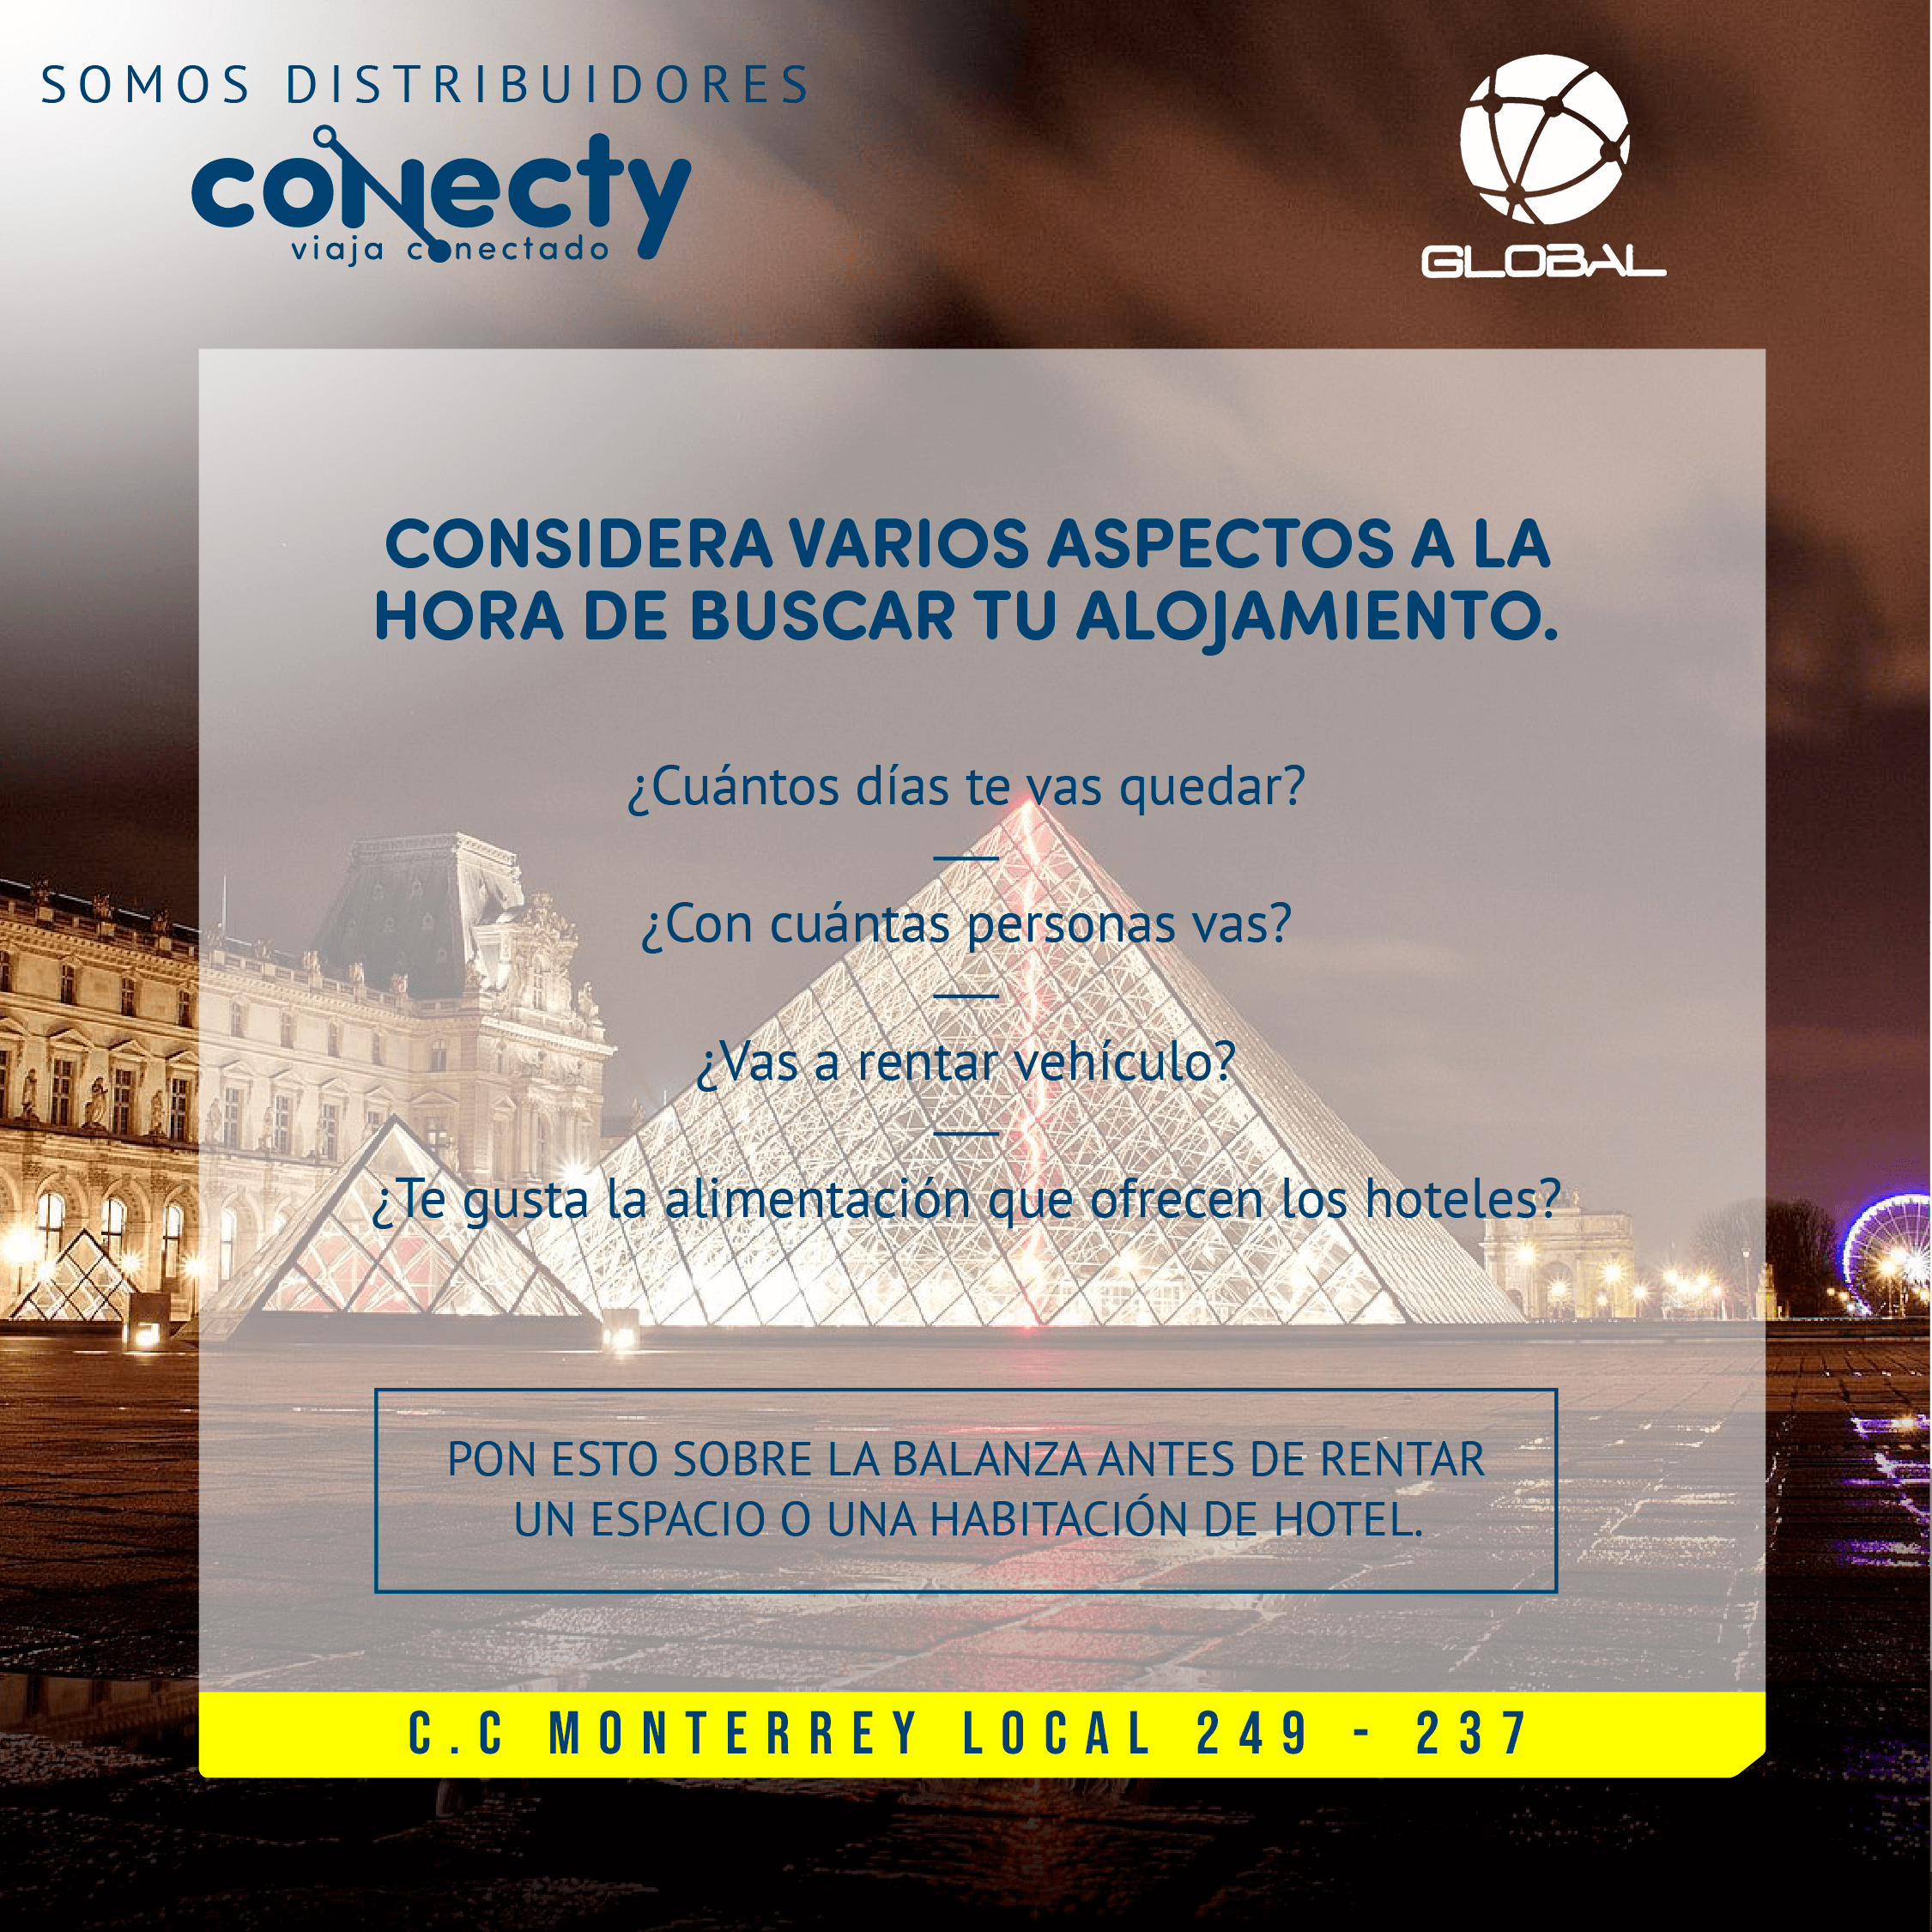 SOMOS DISTRIBUIDORES
coNecty
viaja conectado
GLOBAL
CONSIDERA VARIOS ASPECTOS A LA
HORA DE BUSCAR TU ALOJAMIENTO.
¿Cuántos días te vas quedar?
¿Con cuántas personas vas?
¿Vas a rentar vehículo?
¿Te gusta la alimentación que ofrecen los hoteles?
PON ESTO SOBRE LA BALANZA ANTES DE RENTAR
UN ESPACIO O UNA HABITACIÓN DE HOTEL.
C.C MONTERREY LOCAL 249 - 237